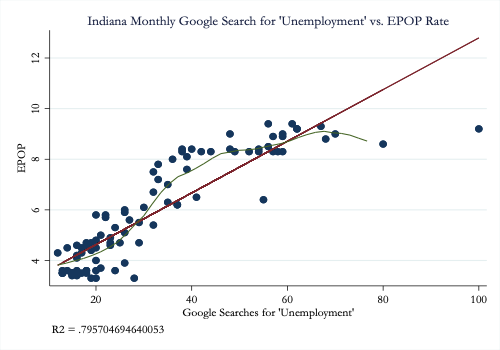 Indiana Monthly Google Search for 'Unemployment' vs. EPOP Rate
12
10
8
6
4
EPOP
20
40
60
80
100
Google Searches for 'Unemployment'
R2 = .795704694640053